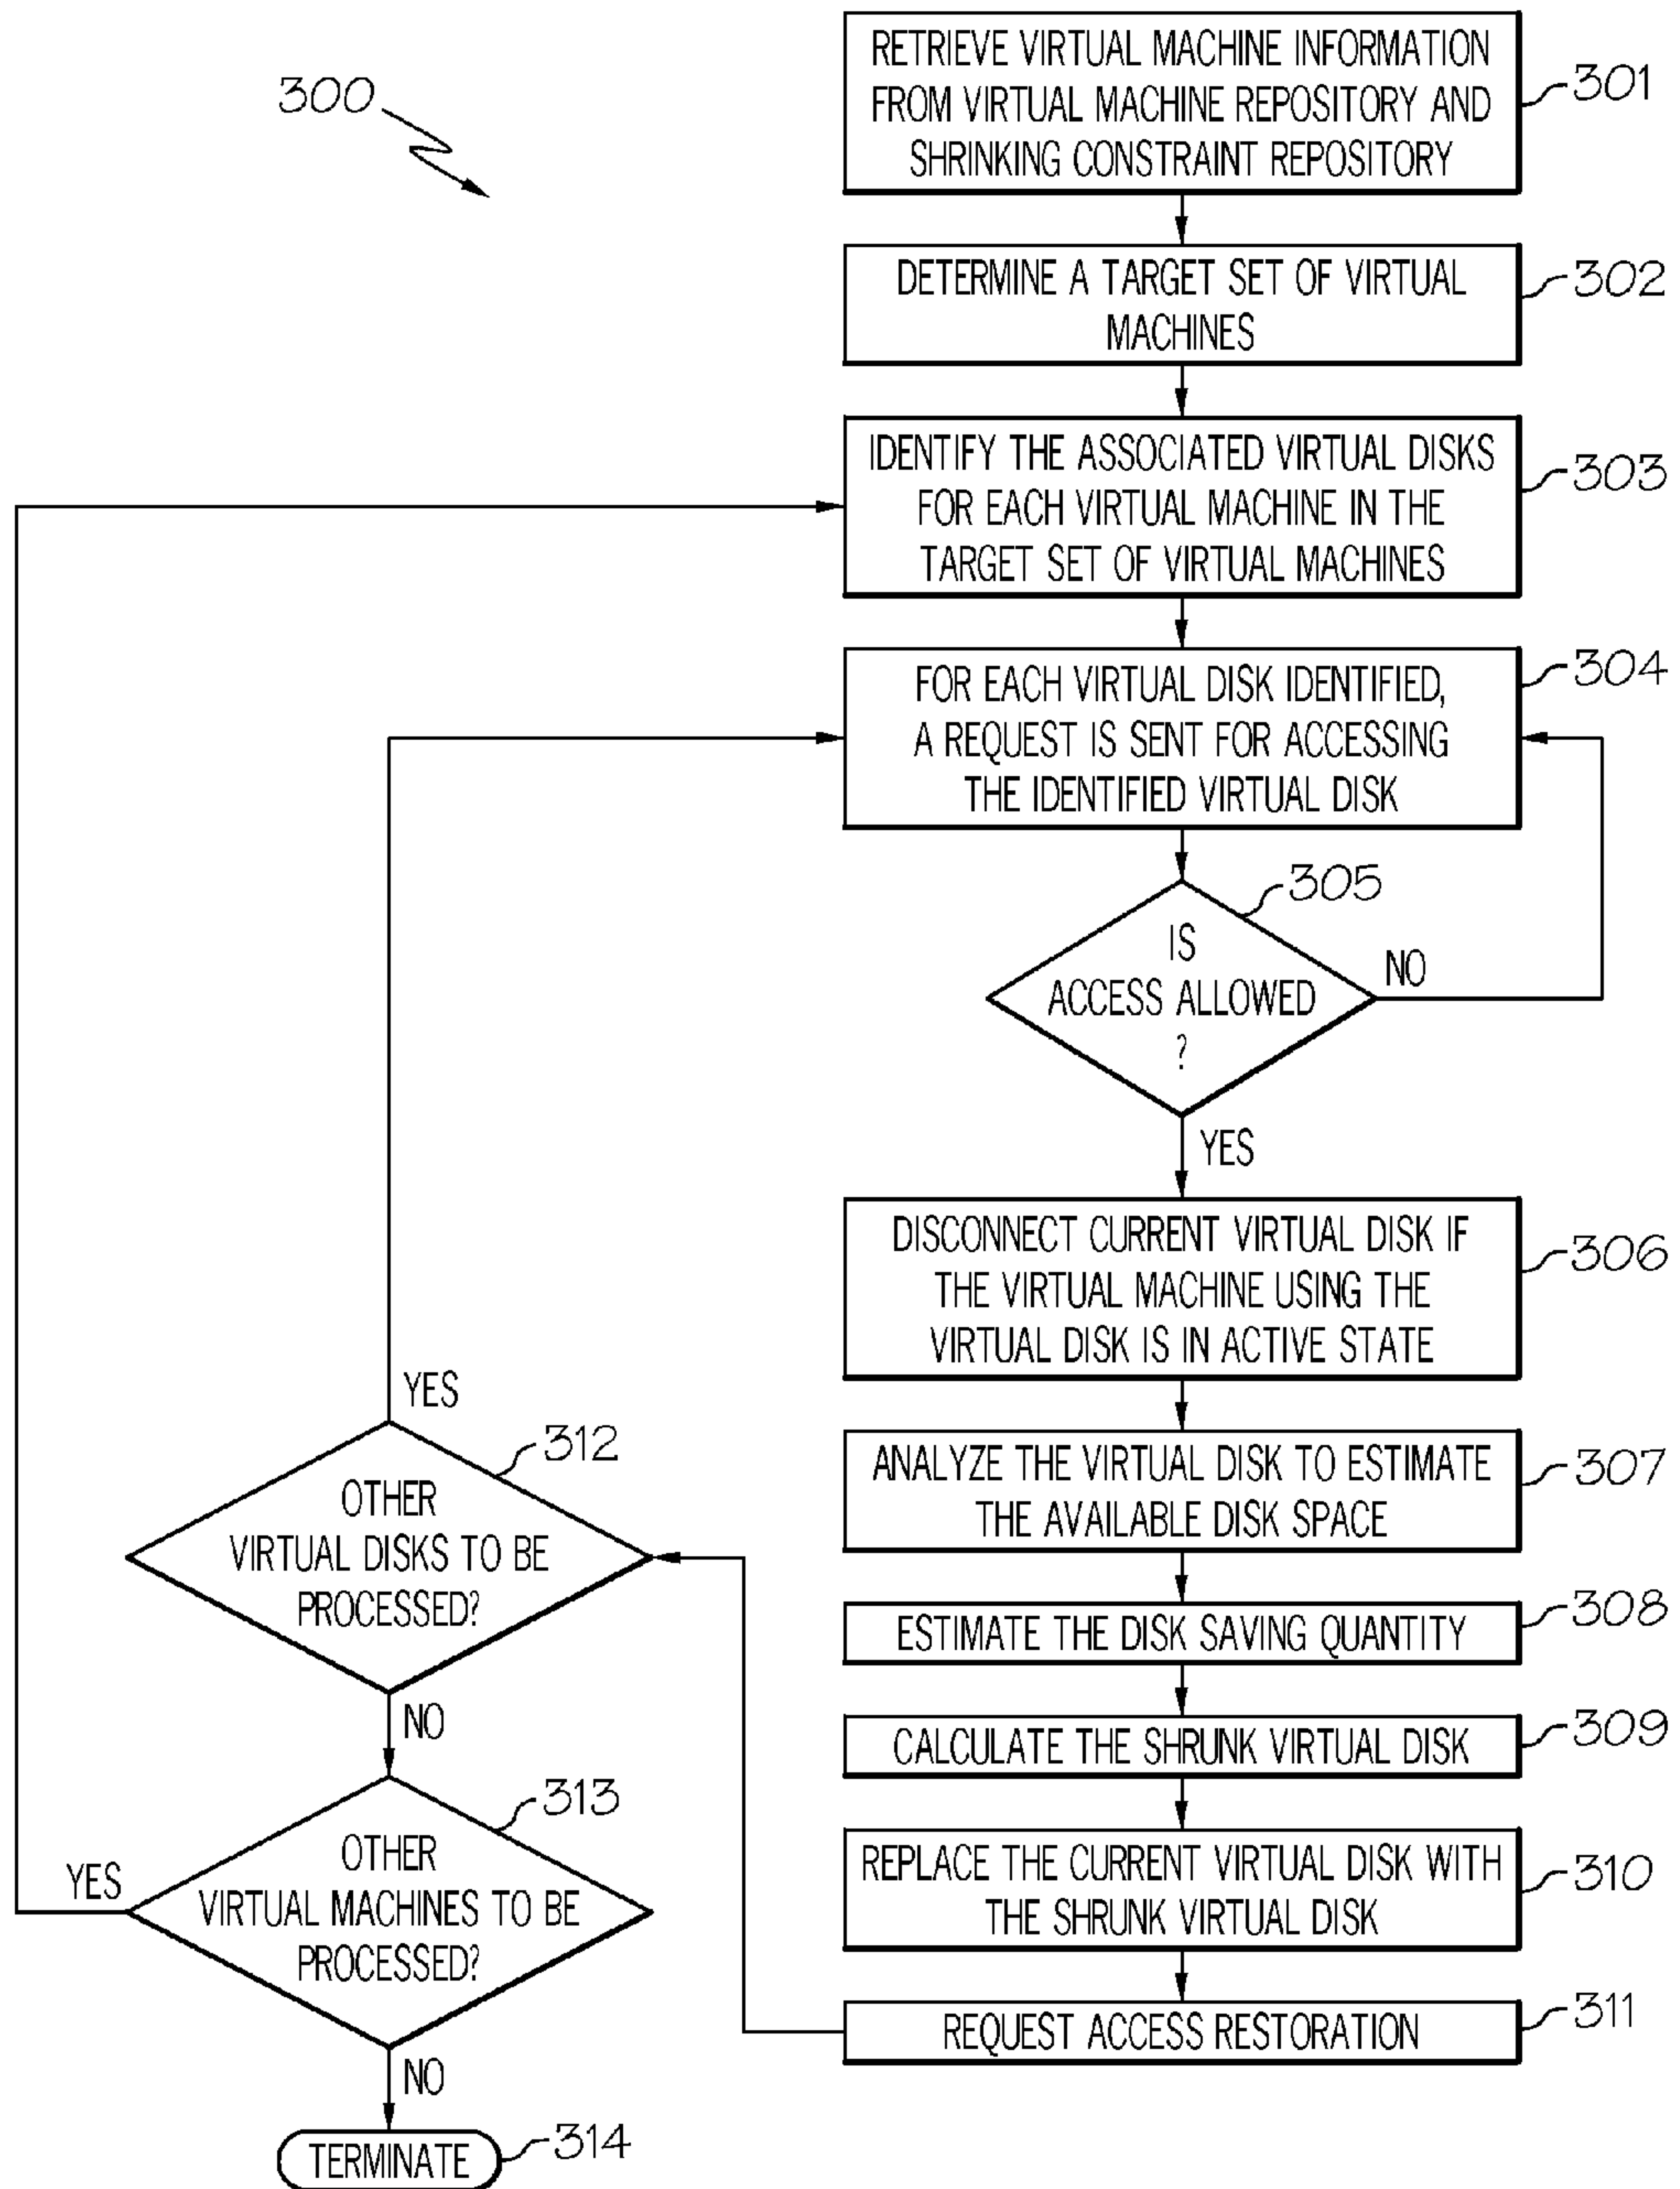 300
RETRIEVE VIRTUAL MACHINE INFORMATION
FROM VIRTUAL MACHINE REPOSITORY AND
SHRINKING CONSTRAINT REPOSITORY
301
DETERMINE A TARGET SET OF VIRTUAL
MACHINES
302
IDENTIFY THE ASSOCIATED VIRTUAL DISKS
FOR EACH VIRTUAL MACHINE IN THE
TARGET SET OF VIRTUAL MACHINES
303
FOR EACH VIRTUAL DISK IDENTIFIED,
A REQUEST IS SENT FOR ACCESSING
THE IDENTIFIED VIRTUAL DISK
304
305
IS
ACCESS ALLOWED
?
NO
YES
DISCONNECT CURRENT VIRTUAL DISK IF
THE VIRTUAL MACHINE USING THE
VIRTUAL DISK IS IN ACTIVE STATE
306
ANALYZE THE VIRTUAL DISK TO ESTIMATE
THE AVAILABLE DISK SPACE
307
ESTIMATE THE DISK SAVING QUANTITY
308
CALCULATE THE SHRUNK VIRTUAL DISK
309
REPLACE THE CURRENT VIRTUAL DISK WITH
THE SHRUNK VIRTUAL DISK
310
REQUEST ACCESS RESTORATION
311
YES
312
OTHER
VIRTUAL DISKS TO BE
PROCESSED?
NO
313
YES
OTHER
VIRTUAL MACHINES TO BE
PROCESSED?
NO
TERMINATE
314